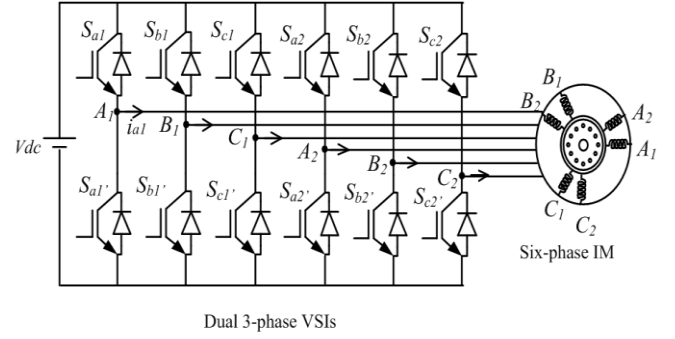 Sa1 Sb1 Sc1 Sa2 Sb2 Sc2
B1
B2 A2
A1 ia1 B1 C1 A1
Vdc A2 B2 C2
Sa1' Sb1' Sc1' Sa2' Sb2' Sc2'
C1 C2
Six-phase IM
Dual 3-phase VSIs